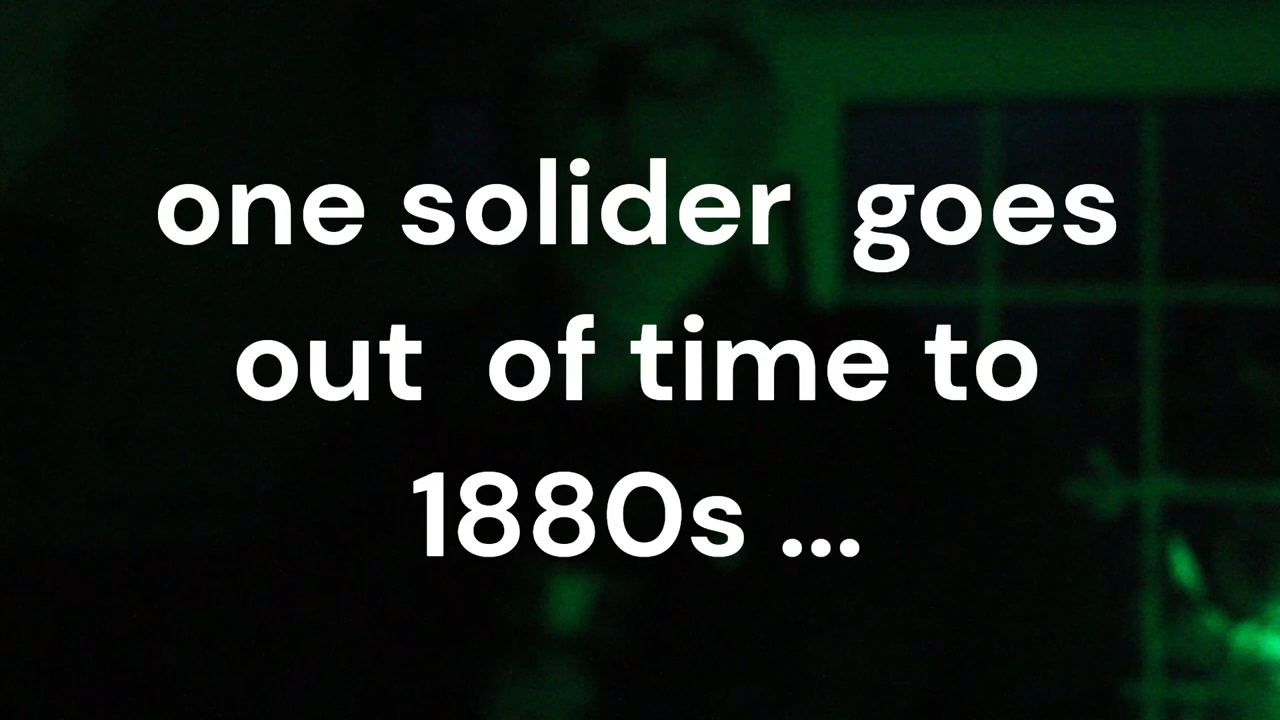 one solider  goes
out  of time to
1880s ...